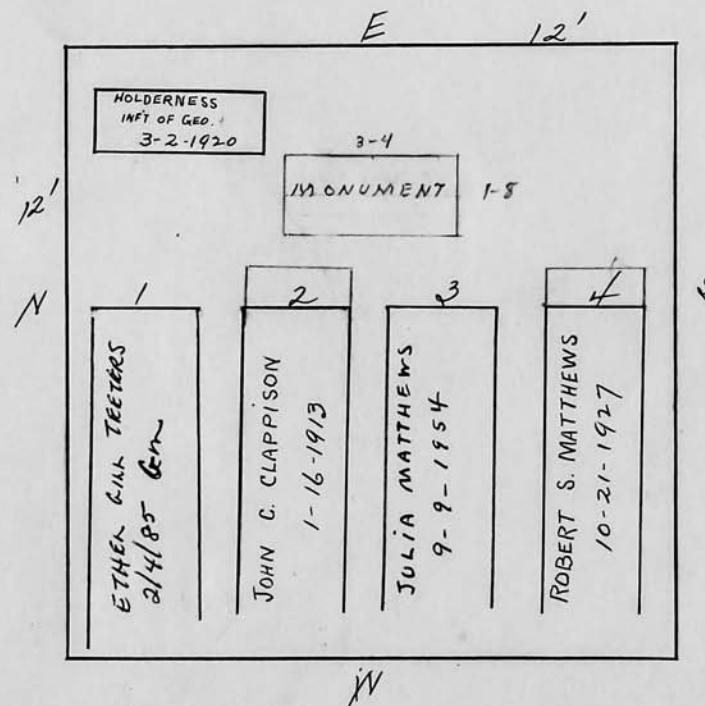 E 12'
HOLDERNESS
INF'T OF GEO.
3-2-1920
3-4
MONUMENT 1-8
12'
N
1
2
3
4
ETHEL GILL TEETERS
2/4/85
JOHN C. CLAPPISON
1-16-1913
JULIA MATTHEWS
9-9-1954
ROBERT S. MATTHEWS
10-21-1927
W